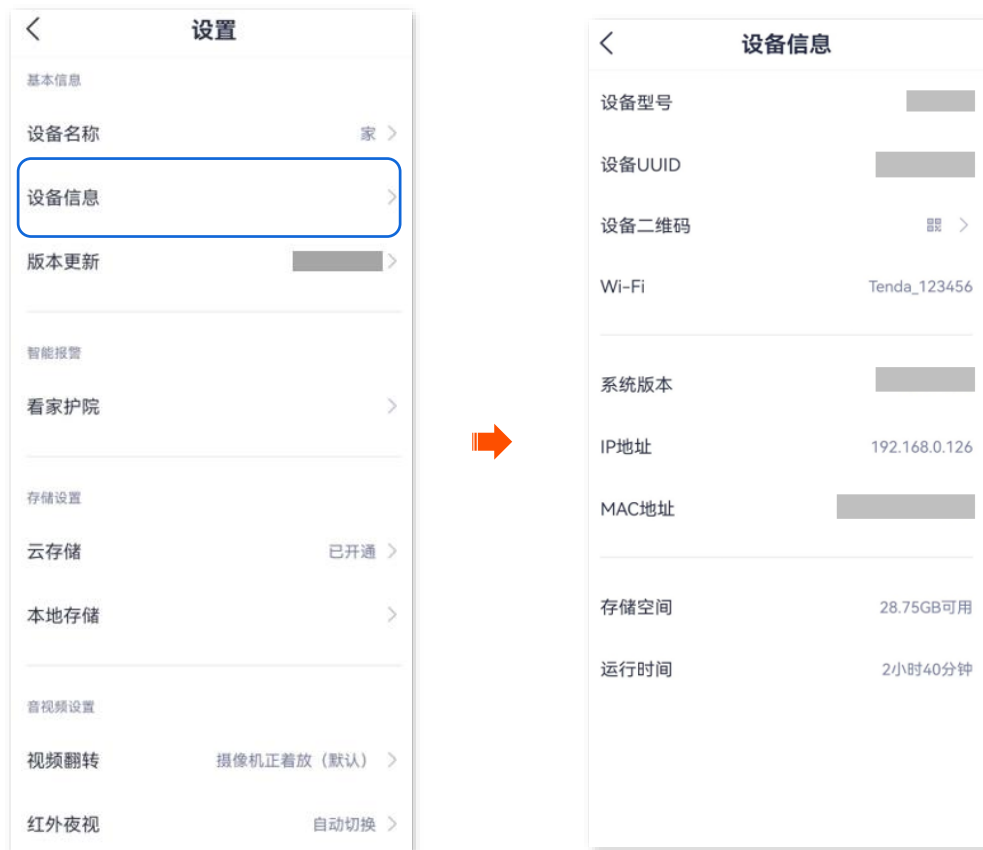 设置
基本信息
设备名称 家
设备信息
版本更新
智能报警
看家护院
存储设置
云存储 已开通
本地存储
音视频设置
视频翻转 摄像机正着放（默认）
红外夜视 自动切换
设备信息
设备型号
设备UUID
设备二维码
Wi-Fi Tenda_123456
系统版本
IP地址 192.168.0.126
MAC地址
存储空间 28.75GB可用
运行时间 2小时40分钟